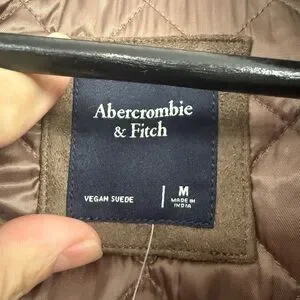 Abercrombie
& Fitch
VEGAN SUEDE
M
MADE IN
INDIA